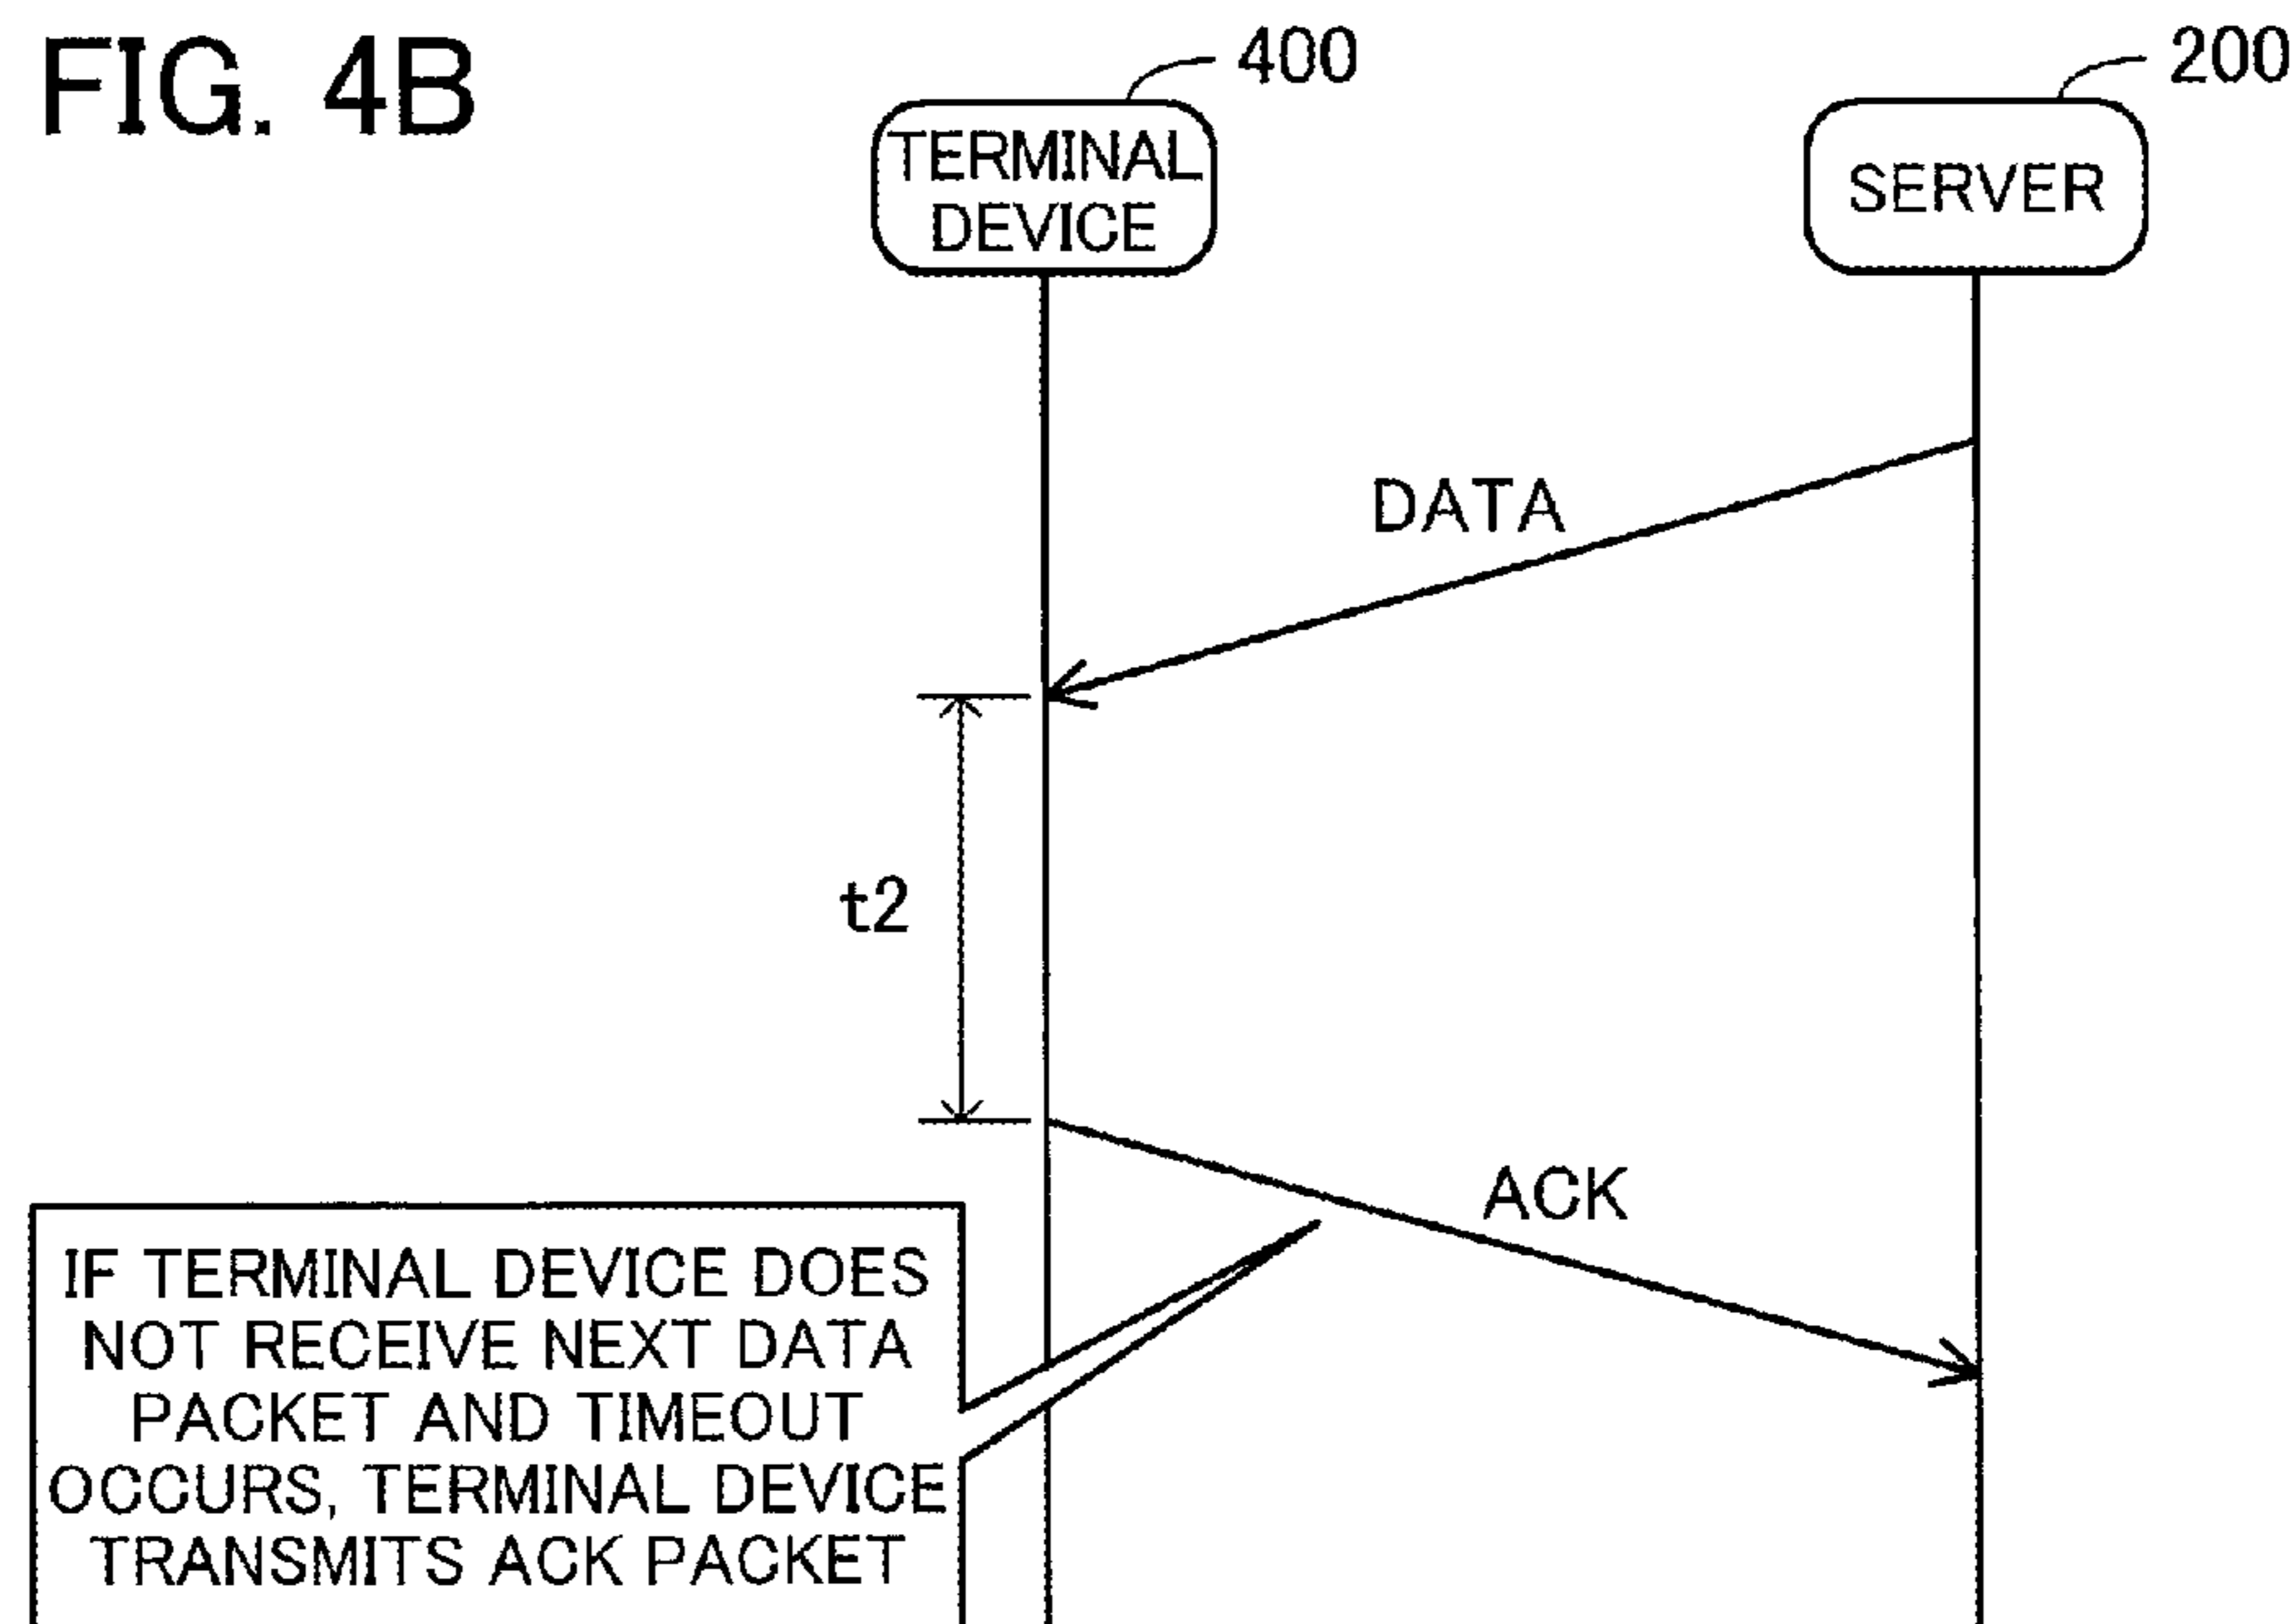 FIG. 4B
400
200
TERMINAL
DEVICE
SERVER
DATA
t2
ACK
IF TERMINAL DEVICE DOES
NOT RECEIVE NEXT DATA
PACKET AND TIMEOUT
OCCURS, TERMINAL DEVICE
TRANSMITS ACK PACKET